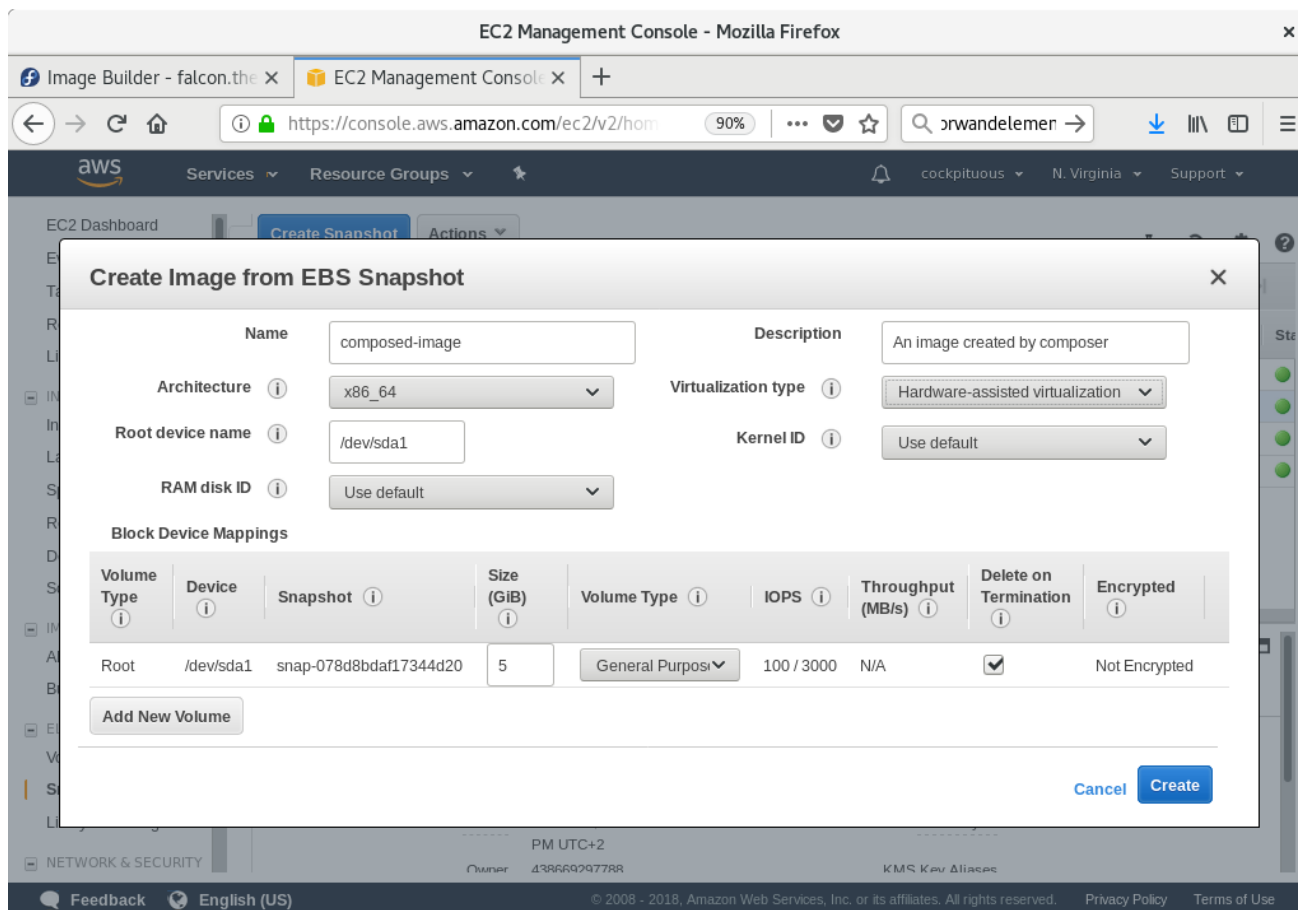 EC2 Management Console - Mozilla Firefox
Image Builder - falcon.the
EC2 Management Console
https://console.aws.amazon.com/ec2/v2/hom
90%
orwandelemen
aws
Services
Resource Groups
cockpituous
N. Virginia
Support
EC2 Dashboard
Create Snapshot
Actions
Create Image from EBS Snapshot
Name
composed-image
Description
An image created by composer
Architecture
x86_64
Virtualization type
Hardware-assisted virtualization
Root device name
/dev/sda1
Kernel ID
Use default
RAM disk ID
Use default
Block Device Mappings
Volume Type
Device
Snapshot
Size (GiB)
Volume Type
IOPS
Throughput (MB/s)
Delete on Termination
Encrypted
Root
/dev/sda1
snap-078d8bdaf17344d20
5
General Purpos
100 / 3000
N/A
Not Encrypted
Add New Volume
Cancel
Create
PM UTC+2
NETWORK & SECURITY
Owner
438669297788
KMS Key Aliases
Feedback
English (US)
© 2008 - 2018, Amazon Web Services, Inc. or its affiliates. All rights reserved.
Privacy Policy
Terms of Use